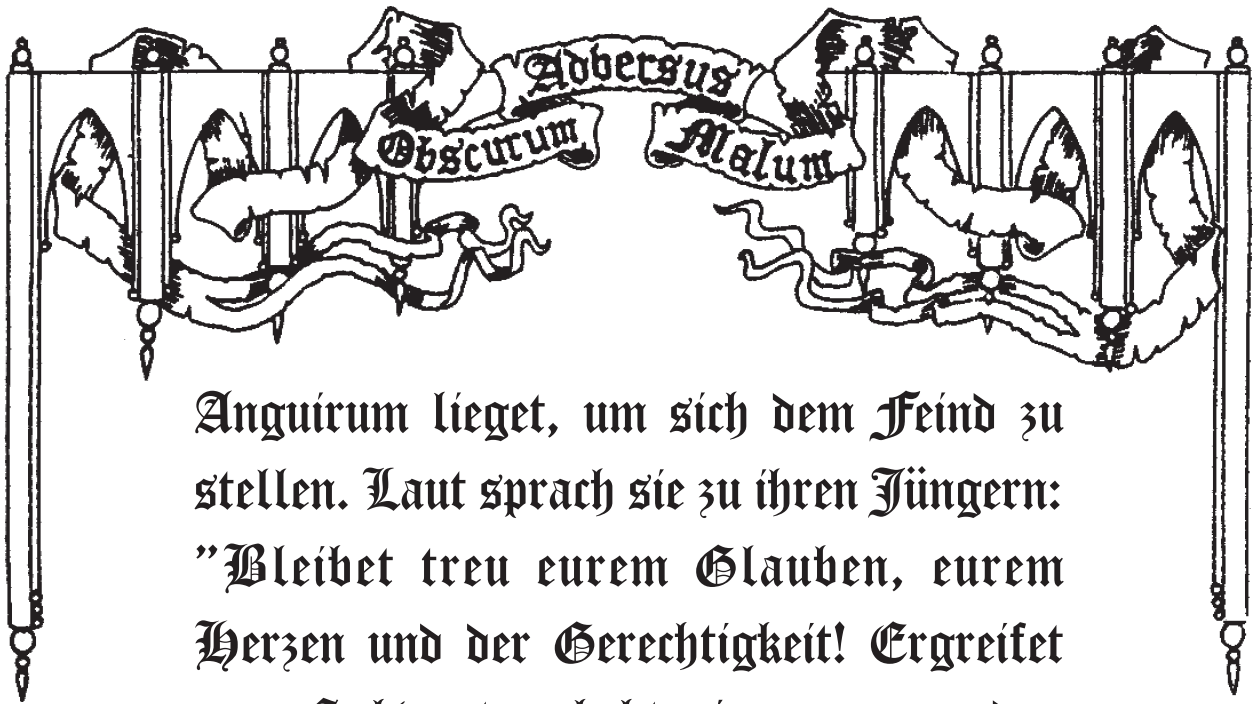 Adversus
Obscurum Malum
Anguirum lieget, um sich dem Feind zu
stellen. Laut sprach sie zu ihren Jüngern:
"Bleibet treu eurem Glauben, eurem
Herzen und der Gerechtigkeit! Ergreifet